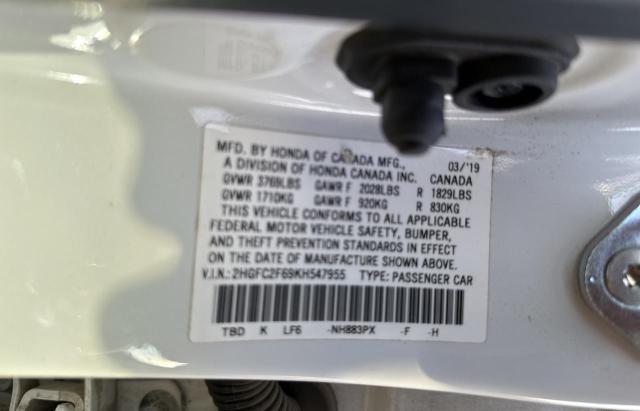 MFD. BY HONDA OF CANADA MFG., 03/'19
A DIVISION OF HONDA CANADA INC. CANADA
GVWR 3769LBS GAWR F 2028LBS R 1829LBS
GVWR 1710KG GAWR F 920KG R 830KG
THIS VEHICLE CONFORMS TO ALL APPLICABLE
FEDERAL MOTOR VEHICLE SAFETY, BUMPER,
AND THEFT PREVENTION STANDARDS IN EFFECT
ON THE DATE OF MANUFACTURE SHOWN ABOVE.
V.I.N.: 2HGFC2F69KH547955 TYPE: PASSENGER CAR
TBD K LF6 -NH883PX -F -H